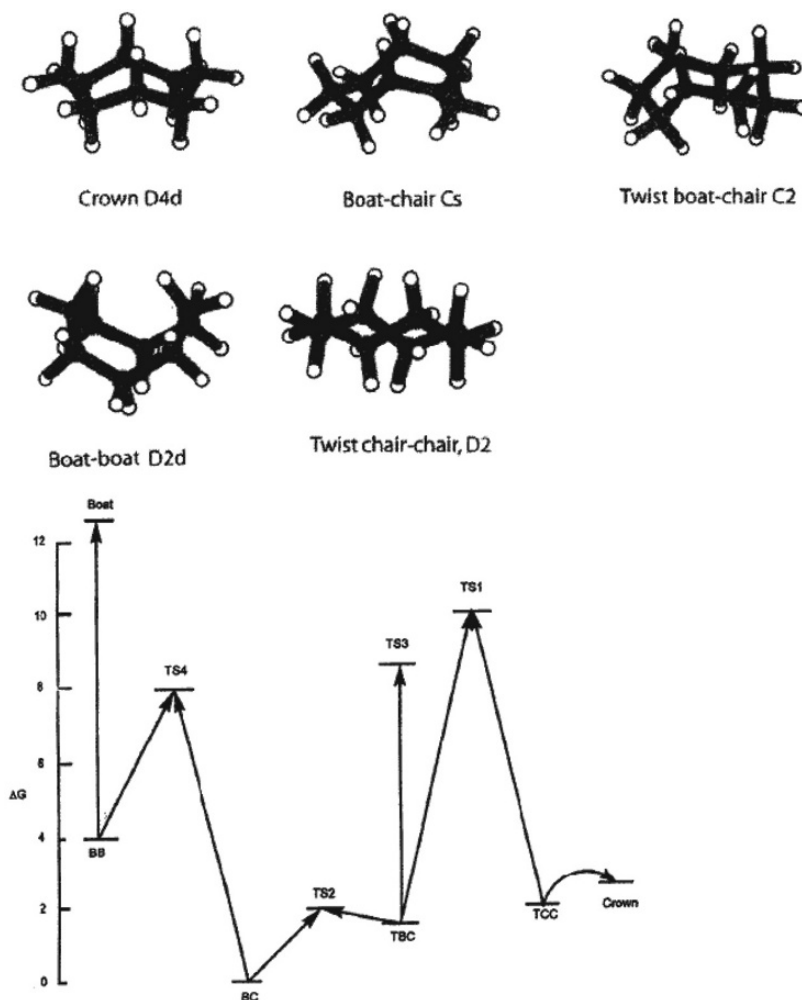 Crown D4d
Boat-chair Cs
Twist boat-chair C2
Boat-boat D2d
Twist chair-chair, D2
Boat
12
TS1
10
TS3
TS4
8
6
ΔG
4
BB
TS2
2
TBC
TCC
Crown
0
BC